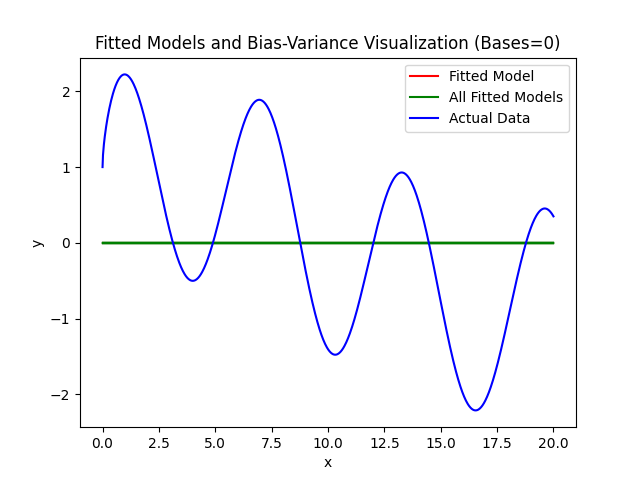 Fitted Models and Bias-Variance Visualization (Bases=0)
Fitted Model
All Fitted Models
Actual Data
y
2
1
0
−1
−2
0.0 2.5 5.0 7.5 10.0 12.5 15.0 17.5 20.0
x